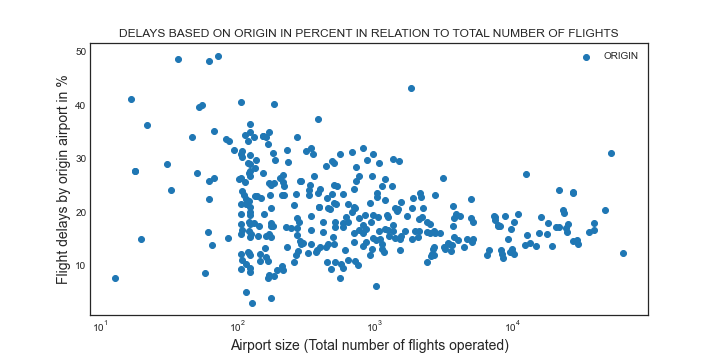 DELAYS BASED ON ORIGIN IN PERCENT IN RELATION TO TOTAL NUMBER OF FLIGHTS
ORIGIN
Flight delays by origin airport in %
50
40
30
20
10
10¹ 10² 10³ 10⁴
Airport size (Total number of flights operated)